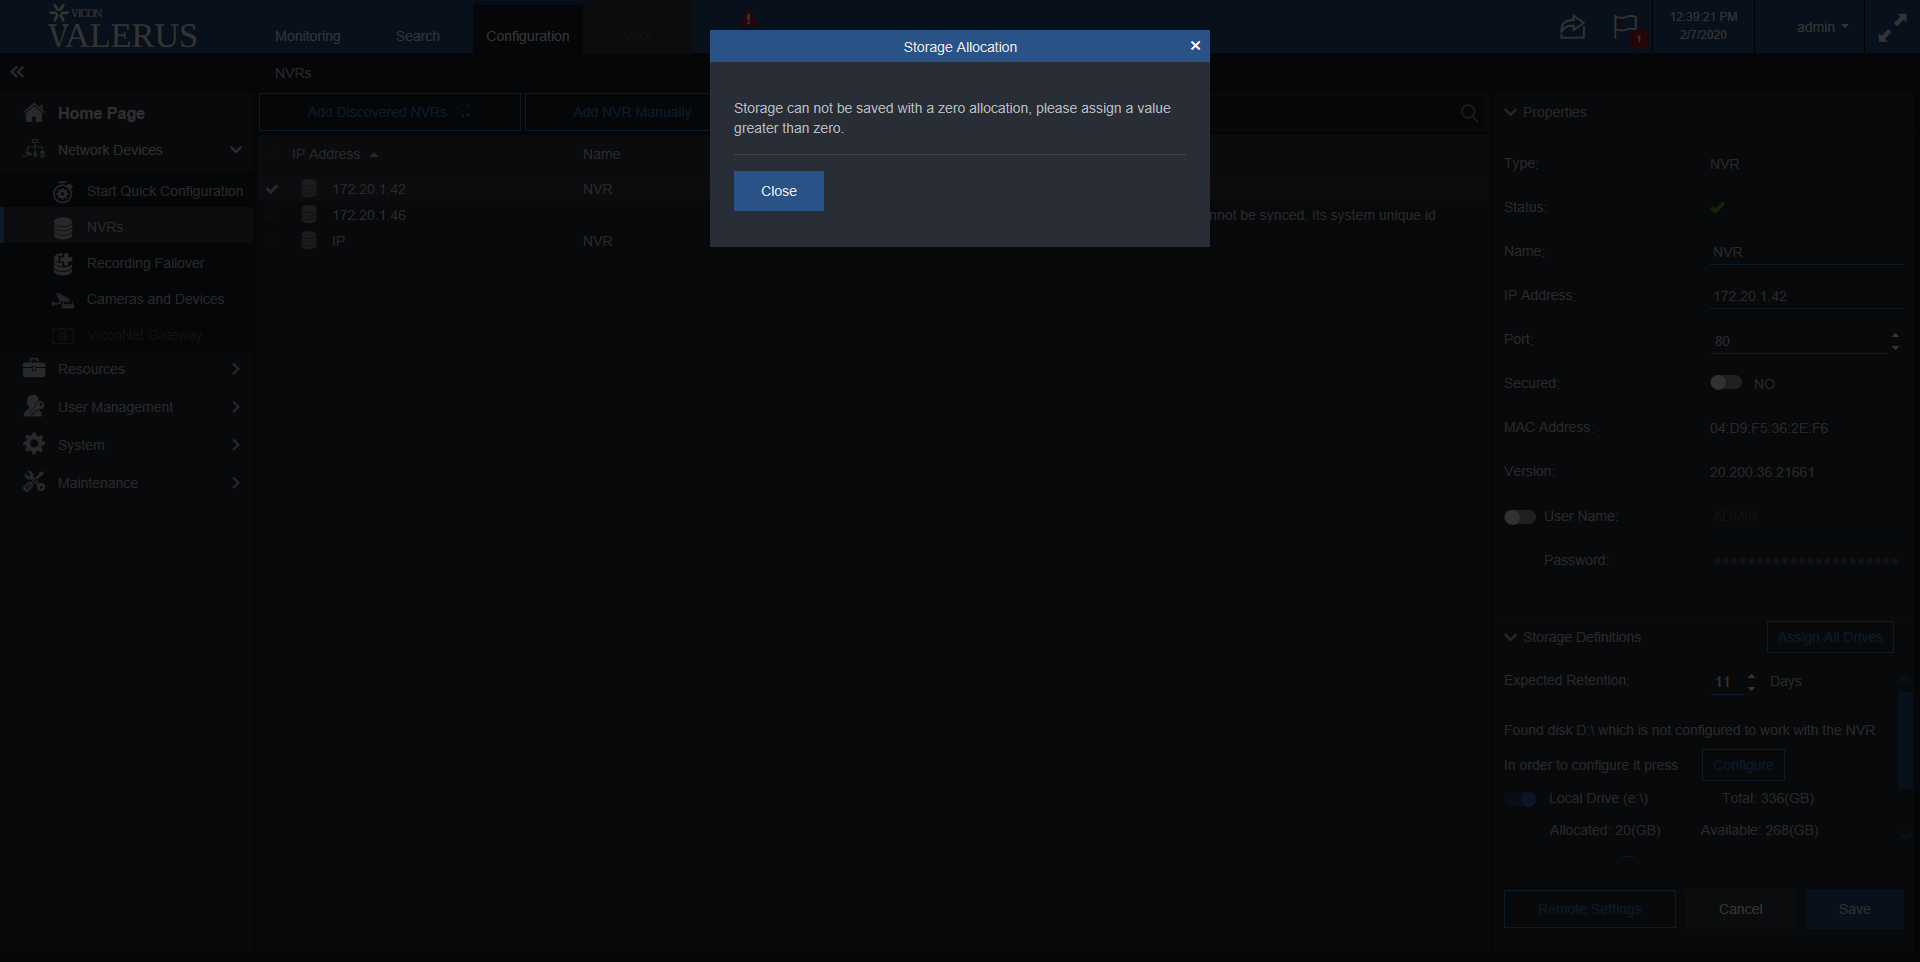 VICON
VALERUS
Monitoring
Search
Configuration
VAX
12:39:21 PM
2/7/2020
1
admin
Storage Allocation
Storage can not be saved with a zero allocation, please assign a value
greater than zero.
Close
NVRs
Home Page
Network Devices
Start Quick Configuration
NVRs
Recording Failover
Cameras and Devices
ViconNet Gateway
Resources
User Management
System
Maintenance
Add Discovered NVRs
Add NVR Manually
IP Address
Name
172.20.1.42
NVR
172.20.1.46
nnot be synced. Its system unique id
IP
NVR
Properties
Type:
NVR
Status:
Name:
NVR
IP Address:
172.20.1.42
Port:
80
Secured:
NO
MAC Address:
04:D9:F5:36:2E:F6
Version:
20.200.36.21661
User Name:
ADMIN
Password:
Storage Definitions
Assign All Drives
Expected Retention:
11
Days
Found disk D:\ which is not configured to work with the NVR
In order to configure it press
Configure
Local Drive (e:\)
Total: 336(GB)
Allocated: 20(GB)
Available: 268(GB)
Remote Settings
Cancel
Save